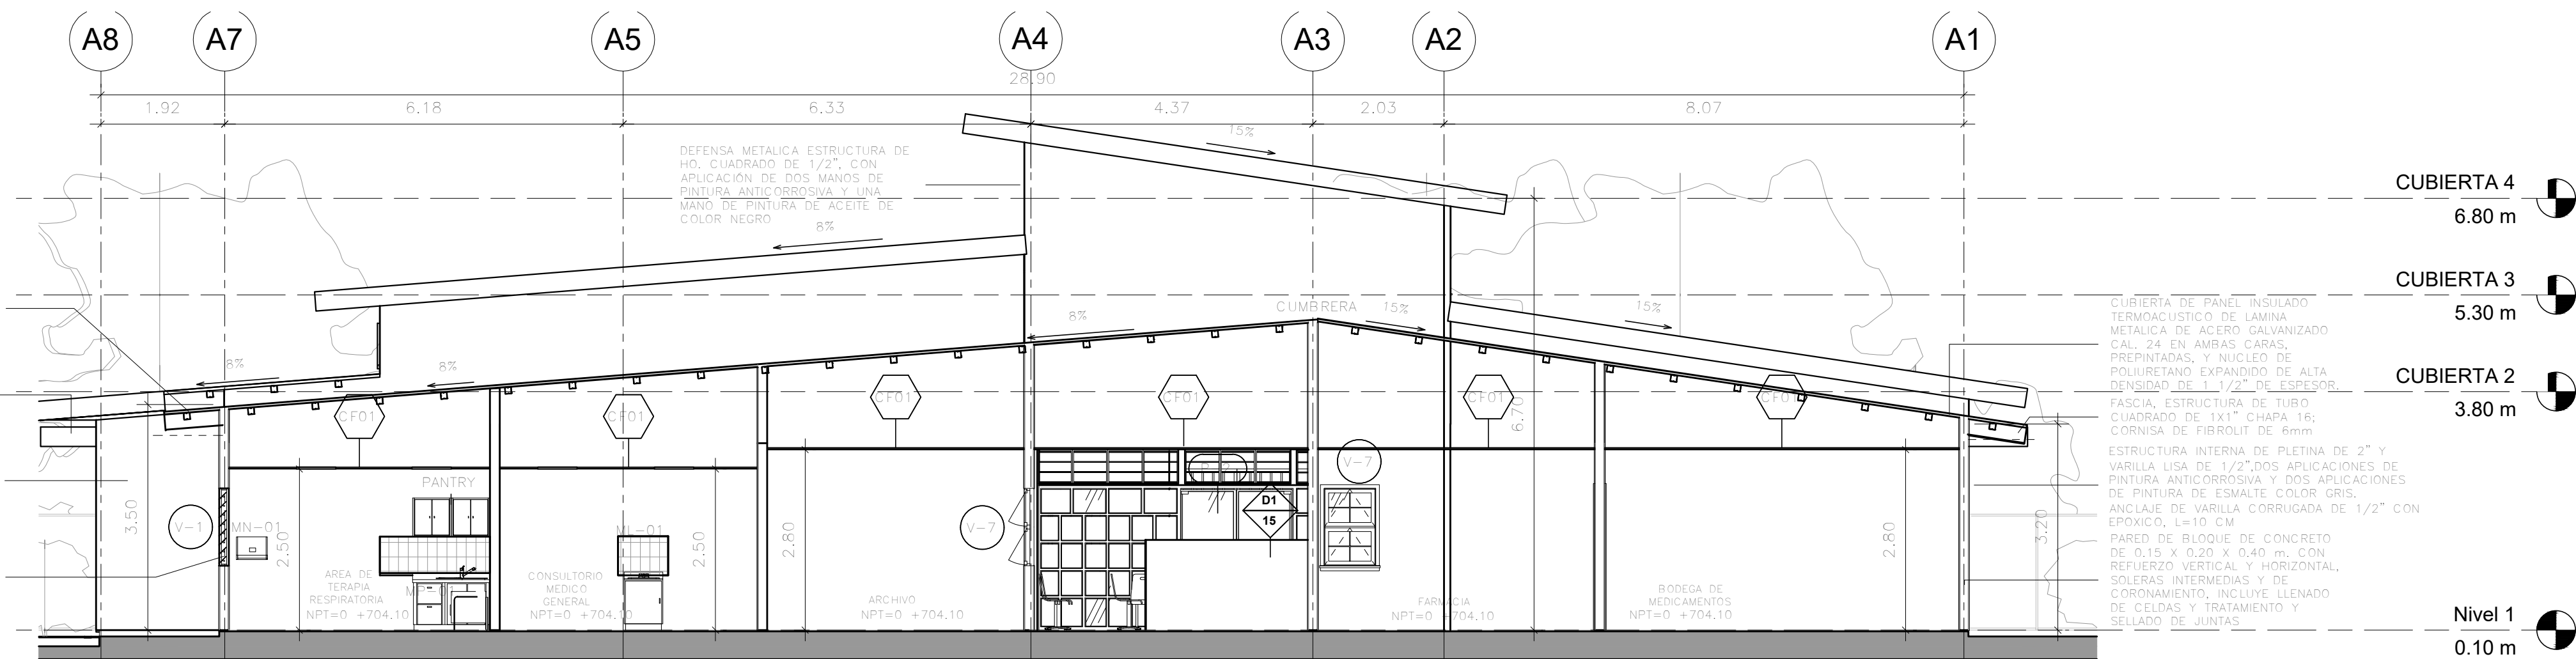 A8
A7
A5
A4
A3
A2
A1
28.90
1.92
6.18
6.33
4.37
2.03
8.07
15%
DEFENSA METALICA ESTRUCTURA DE
HO. CUADRADO DE 1/2", CON
APLICACIÓN DE DOS MANOS DE
PINTURA ANTICORROSIVA Y UNA
MANO DE PINTURA DE ACEITE DE
COLOR NEGRO
8%
CUBIERTA 4
6.80 m
CUBIERTA 3
5.30 m
CUMBRERA
15%
15%
8%
8%
8%
CUBIERTA DE PANEL INSULADO
TERMOACUSTICO DE LAMINA
METALICA DE ACERO GALVANIZADO
CAL. 24 EN AMBAS CARAS,
PREPINTADAS, Y NUCLEO DE
POLIURETANO EXPANDIDO DE ALTA
DENSIDAD DE 1 1/2" DE ESPESOR.
CUBIERTA 2
3.80 m
FASCIA, ESTRUCTURA DE TUBO
CUADRADO DE 1X1" CHAPA 16;
CORNISA DE FIBROLIT DE 6mm
CF01
CF01
CF01
CF01
CF01
CF01
6.70
ESTRUCTURA INTERNA DE PLETINA DE 2" Y
VARILLA LISA DE 1/2",DOS APLICACIONES DE
PINTURA ANTICORROSIVA Y DOS APLICACIONES
DE PINTURA DE ESMALTE COLOR GRIS.
ANCLAJE DE VARILLA CORRUGADA DE 1/2" CON
EPOXICO, L=10 CM
PARED DE BLOQUE DE CONCRETO
DE 0.15 X 0.20 X 0.40 m. CON
REFUERZO VERTICAL Y HORIZONTAL,
SOLERAS INTERMEDIAS Y DE
CORONAMIENTO, INCLUYE LLENADO
DE CELDAS Y TRATAMIENTO Y
SELLADO DE JUNTAS
PANTRY
V-7
D1
15
3.50
V-1
MN-01
2.50
ML-01
2.50
2.80
V-7
2.80
3.20
AREA DE
TERAPIA
RESPIRATORIA
NPT=0 +704.10
CONSULTORIO
MEDICO
GENERAL
NPT=0 +704.10
ARCHIVO
NPT=0 +704.10
FARMACIA
NPT=0 +704.10
BODEGA DE
MEDICAMENTOS
NPT=0 +704.10
Nivel 1
0.10 m